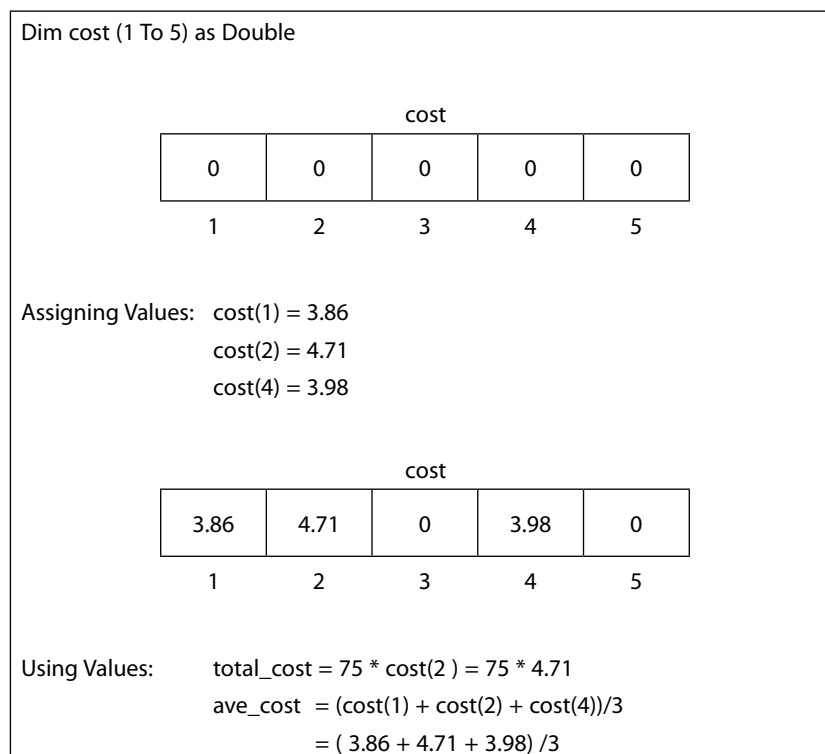 Dim cost (1 To 5) as Double
cost
0 0 0 0 0
1 2 3 4 5
Assigning Values: cost(1) = 3.86
cost(2) = 4.71
cost(4) = 3.98
cost
3.86 4.71 0 3.98 0
1 2 3 4 5
Using Values: total_cost = 75 * cost(2 ) = 75 * 4.71
ave_cost = (cost(1) + cost(2) + cost(4))/3
= ( 3.86 + 4.71 + 3.98) /3